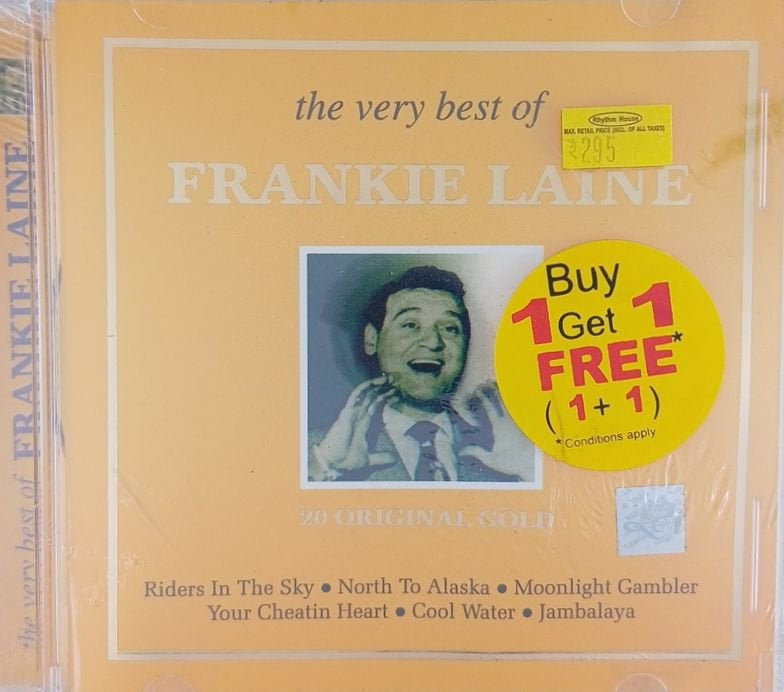 the very best of
Rhythm House
MAX. RETAIL PRICE (INCL. OF ALL TAXES)
₹295
FRANKIE LAINE
Buy
1 Get 1
FREE*
(1+1)
*Conditions apply
20 ORIGINAL GOLD
Riders In The Sky • North To Alaska • Moonlight Gambler
Your Cheatin Heart • Cool Water • Jambalaya
the very best of FRANKIE LAINE